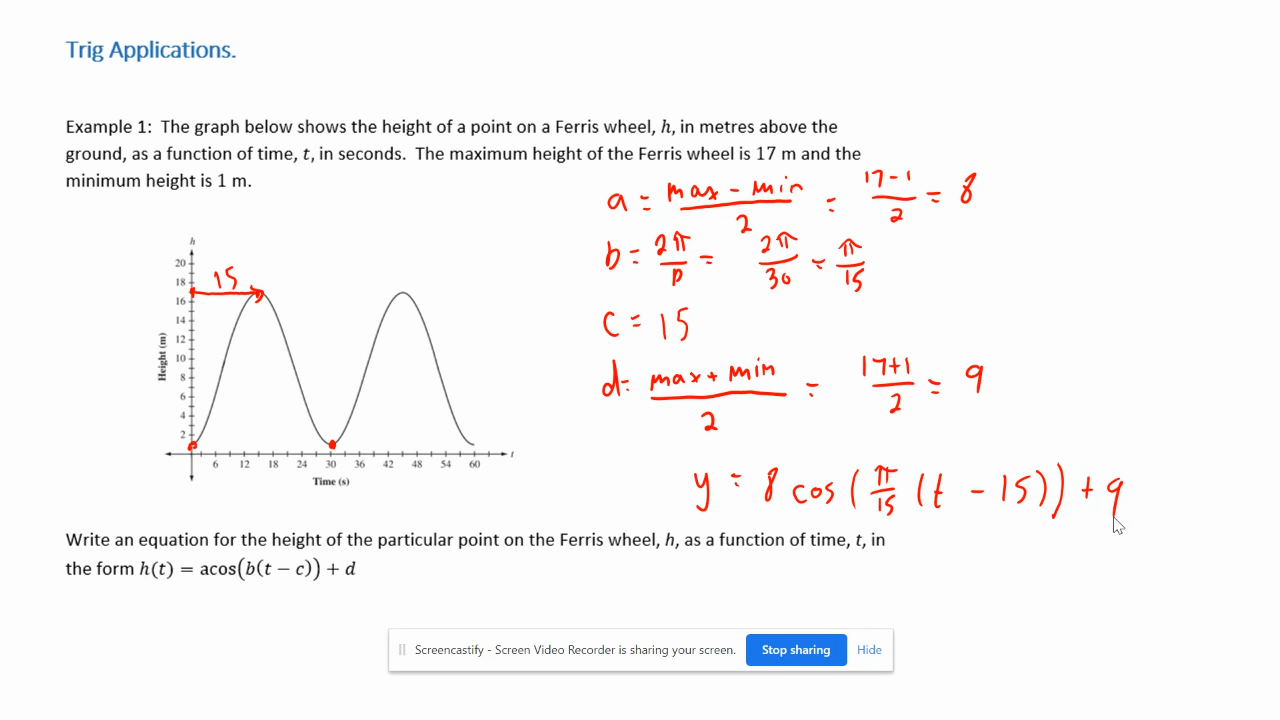 Trig Applications.
Example 1: The graph below shows the height of a point on a Ferris wheel, h, in metres above the
ground, as a function of time, t, in seconds. The maximum height of the Ferris wheel is 17 m and the
minimum height is 1 m.
a = max - min / 2 = 17-1 / 2 = 8
b = 2π / p = 2π / 30 = π / 15
c = 15
d = max + min / 2 = 17+1 / 2 = 9
y = 8 cos(π/15 (t - 15)) + 9
h
20
18
16
14
12
10
8
6
4
2
15
Height (m)
6 12 18 24 30 36 42 48 54 60 t
Time (s)
Write an equation for the height of the particular point on the Ferris wheel, h, as a function of time, t, in
the form h(t) = acos(b(t − c)) + d
Screencastify - Screen Video Recorder is sharing your screen. Stop sharing Hide